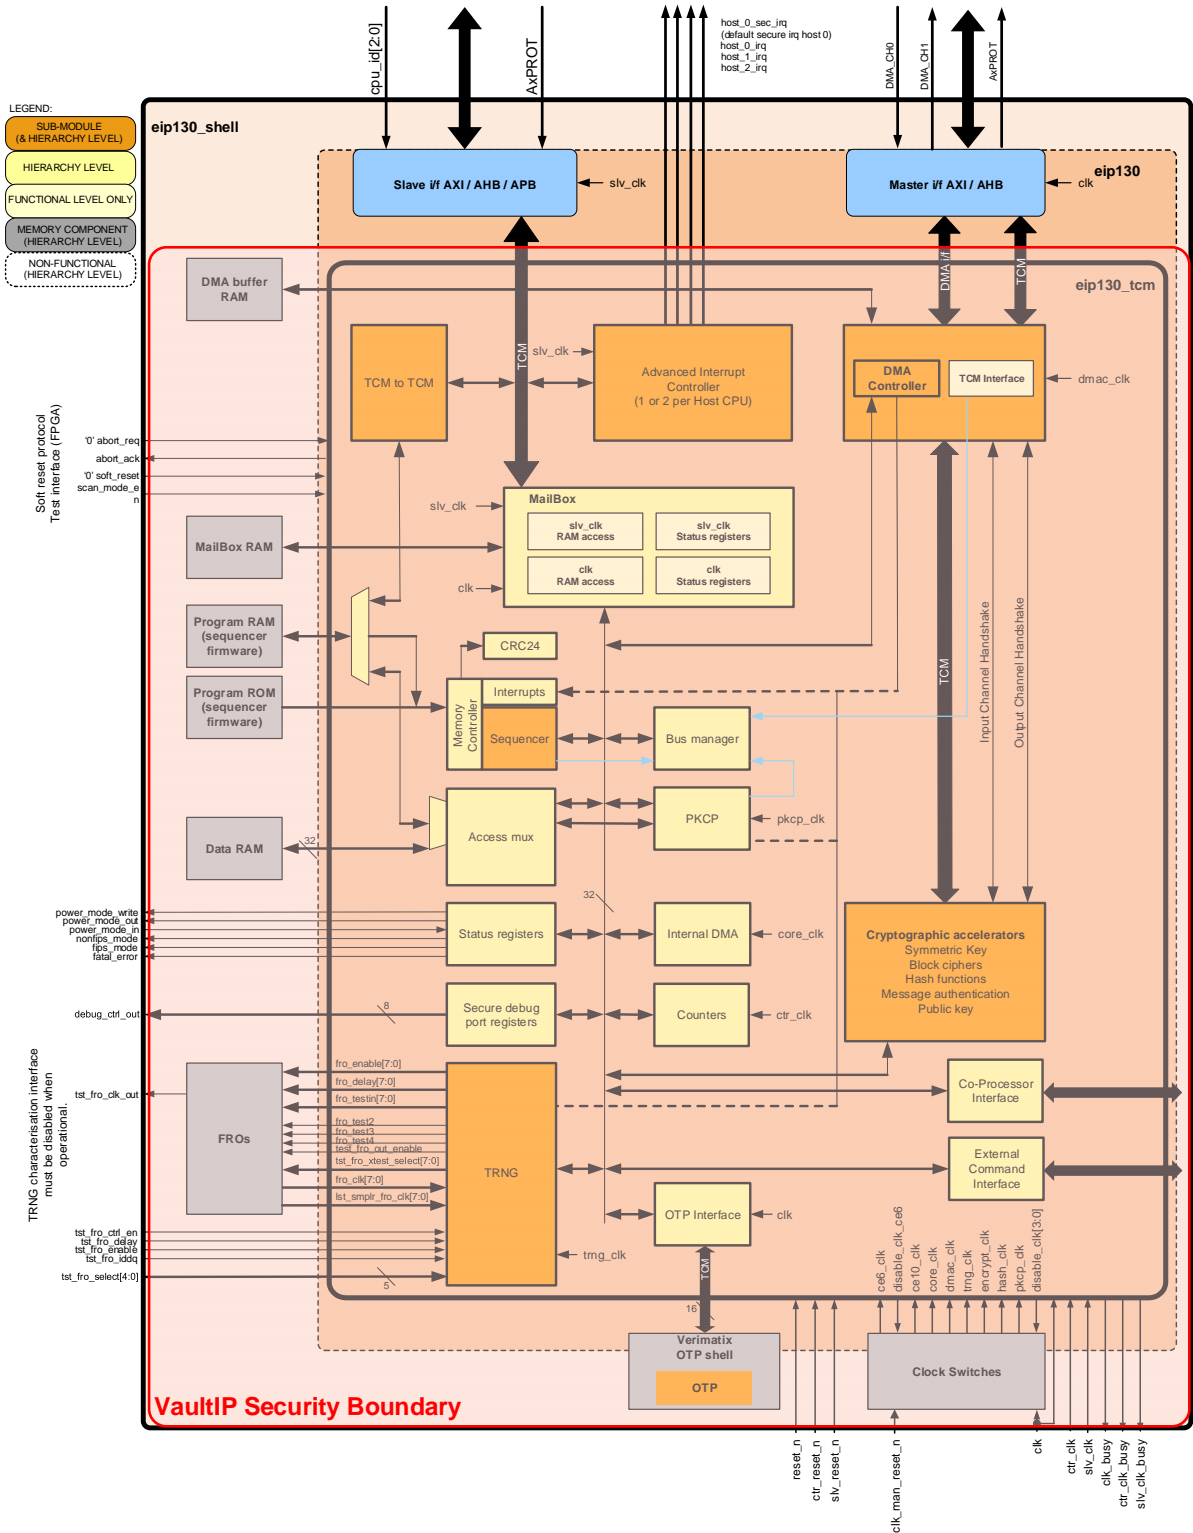 cpu_id[2:0]
AxPROT
host_0_sec_irq
(default secure irq host 0)
host_0_irq
host_1_irq
host_2_irq
DMA_CH0
DMA_CH1
AxPROT
LEGEND:
SUB-MODULE
(& HIERARCHY LEVEL)
HIERARCHY LEVEL
FUNCTIONAL LEVEL ONLY
MEMORY COMPONENT
(HIERARCHY LEVEL)
NON-FUNCTIONAL
(HIERARCHY LEVEL)
eip130_shell
eip130
Slave i/f AXI / AHB / APB
slv_clk
Master i/f AXI / AHB
clk
DMA buffer
RAM
eip130_tcm
TCM
DMA i/f
TCM
TCM to TCM
slv_clk
Advanced Interrupt
Controller
(1 or 2 per Host CPU)
DMA
Controller
TCM Interface
dmac_clk
Soft reset protocol
Test interface (FPGA)
'0' abort_req
abort_ack
'0' soft_reset
scan_mode_e
n
MailBox
slv_clk
slv_clk
RAM access
slv_clk
Status registers
clk
RAM access
clk
Status registers
clk
MailBox RAM
Program RAM
(sequencer
firmware)
Program ROM
(sequencer
firmware)
CRC24
Memory
Controller
Interrupts
Sequencer
Bus manager
TCM
Input Channel Handshake
Output Channel Handshake
Access mux
PKCP
pkcp_clk
Data RAM
32
32
power_mode_write
power_mode_out
power_mode_in
nonfips_mode
fips_mode
fatal_error
Status registers
Internal DMA
core_clk
Cryptographic accelerators
Symmetric Key
Block ciphers
Hash functions
Message authentication
Public key
debug_ctrl_out
8
Secure debug
port registers
Counters
ctr_clk
TRNG characterisation interface
must be disabled when
operational.
tst_fro_clk_out
FROs
fro_enable[7:0]
fro_delay[7:0]
fro_testin[7:0]
fro_test2
fro_test3
fro_test4
test_fro_out_enable
tst_fro_xtest_select[7:0]
fro_clk[7:0]
lst_smplr_fro_clk[7:0]
TRNG
Co-Processor
Interface
External
Command
Interface
OTP Interface
clk
trng_clk
tst_fro_ctrl_en
tst_fro_delay
tst_fro_enable
tst_fro_iddq
tst_fro_select[4:0]
5
TCM
16
ce6_clk
disable_clk_ce6
ce10_clk
core_clk
dmac_clk
trng_clk
encrypt_clk
hash_clk
pkcp_clk
disable_clk[3:0]
Verimatix
OTP shell
OTP
Clock Switches
VaultIP Security Boundary
reset_n
ctr_reset_n
slv_reset_n
clk_man_reset_n
clk
ctr_clk
slv_clk
clk_busy
ctr_clk_busy
slv_clk_busy